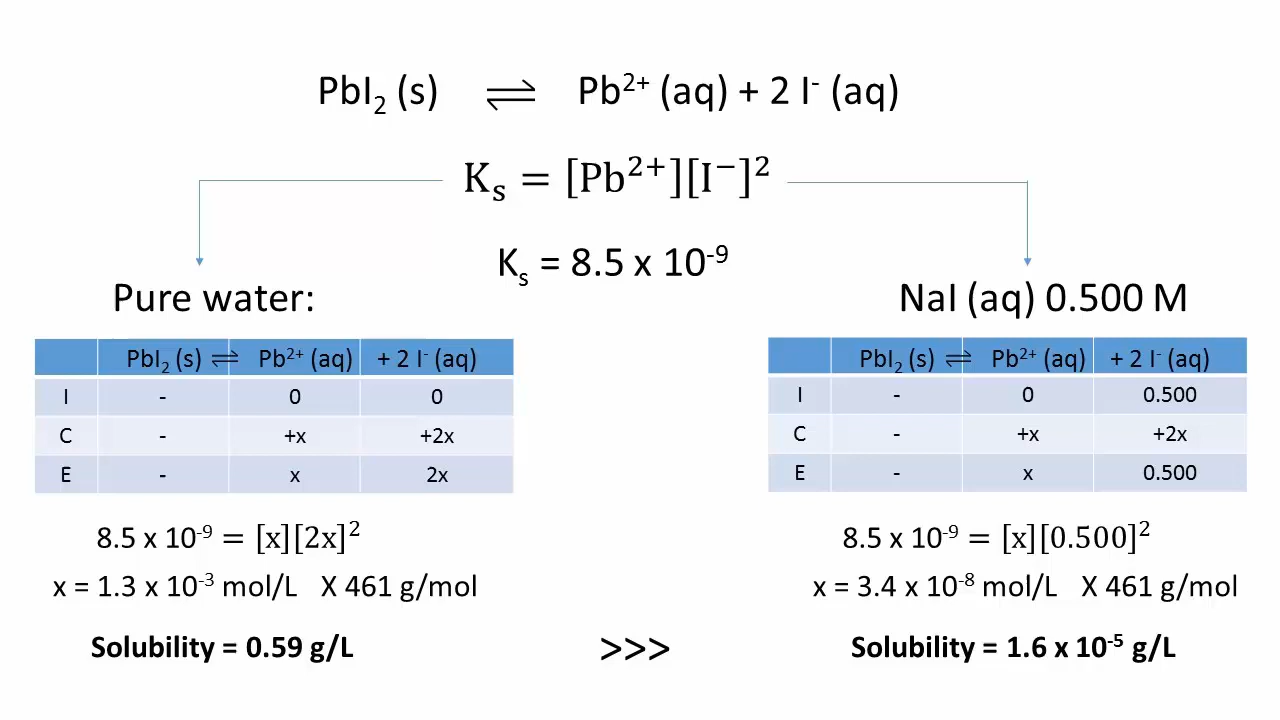 PbI₂ (s) ⇌ Pb²⁺ (aq) + 2 I⁻ (aq)
Kₛ = [Pb²⁺][I⁻]²
Kₛ = 8.5 x 10⁻⁹
Pure water:
PbI₂ (s) ⇌ Pb²⁺ (aq) + 2 I⁻ (aq)
I - 0 0
C - +x +2x
E - x 2x
8.5 x 10⁻⁹ = [x][2x]²
x = 1.3 x 10⁻³ mol/L X 461 g/mol
Solubility = 0.59 g/L
>>>
NaI (aq) 0.500 M
PbI₂ (s) ⇌ Pb²⁺ (aq) + 2 I⁻ (aq)
I - 0 0.500
C - +x +2x
E - x 0.500
8.5 x 10⁻⁹ = [x][0.500]²
x = 3.4 x 10⁻⁸ mol/L X 461 g/mol
Solubility = 1.6 x 10⁻⁵ g/L